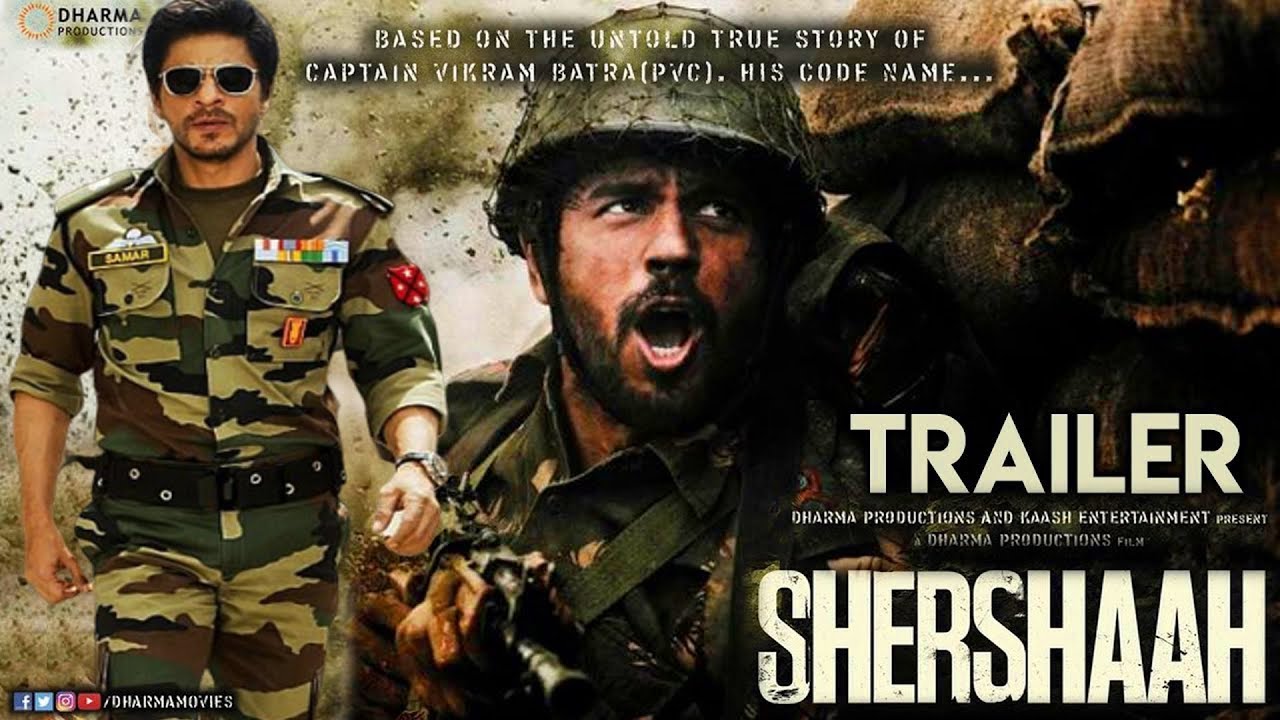 DHARMA
PRODUCTIONS
BASED ON THE UNTOLD TRUE STORY OF
CAPTAIN VIKRAM BATRA(PVC). HIS CODE NAME...
SAMAR
TRAILER
DHARMA PRODUCTIONS AND KAASH ENTERTAINMENT PRESENT
A DHARMA PRODUCTIONS FILM
SHERSHAAH
/DHARMAMOVIES